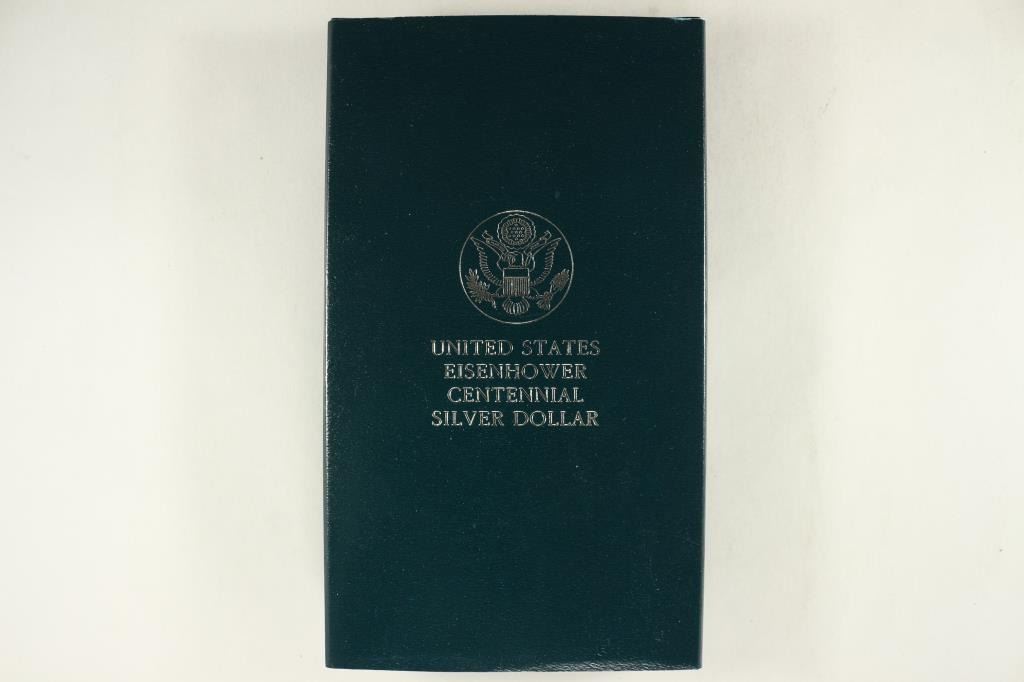 UNITED STATES
EISENHOWER
CENTENNIAL
SILVER DOLLAR